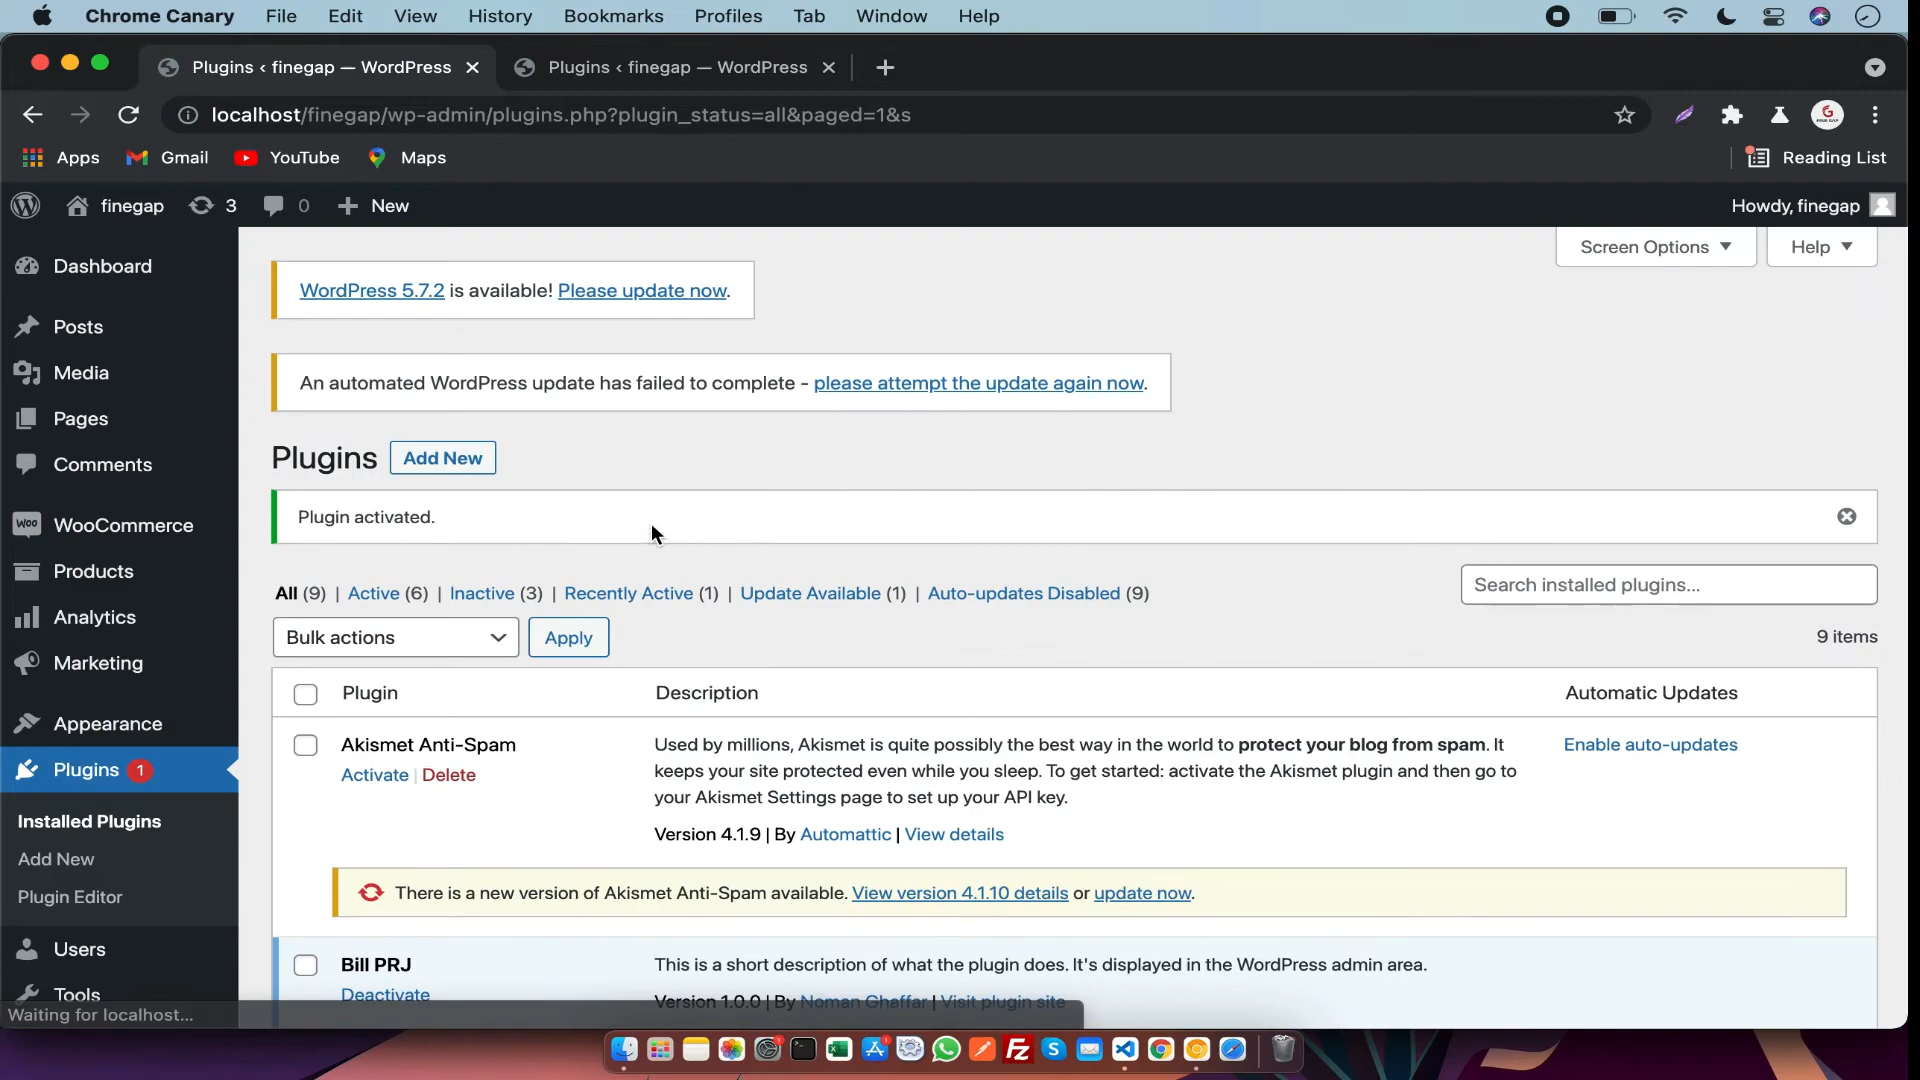 Chrome Canary File Edit View History Bookmarks Profiles Tab Window Help
Plugins ‹ finegap — WordPress Plugins ‹ finegap — WordPress
localhost/finegap/wp-admin/plugins.php?plugin_status=all&paged=1&s
Apps Gmail YouTube Maps Reading List
finegap 3 0 New Howdy, finegap
Screen Options Help
Dashboard
Posts
Media
Pages
Comments
WooCommerce
Products
Analytics
Marketing
Appearance
Plugins 1
Installed Plugins
Add New
Plugin Editor
Users
Tools
Waiting for localhost...
WordPress 5.7.2 is available! Please update now.
An automated WordPress update has failed to complete - please attempt the update again now.
Plugins Add New
Plugin activated.
All (9) | Active (6) | Inactive (3) | Recently Active (1) | Update Available (1) | Auto-updates Disabled (9)
Search installed plugins...
Bulk actions Apply 9 items
Plugin Description Automatic Updates
Akismet Anti-Spam
Activate | Delete
Used by millions, Akismet is quite possibly the best way in the world to protect your blog from spam. It
keeps your site protected even while you sleep. To get started: activate the Akismet plugin and then go to
your Akismet Settings page to set up your API key.
Version 4.1.9 | By Automattic | View details
Enable auto-updates
There is a new version of Akismet Anti-Spam available. View version 4.1.10 details or update now.
Bill PRJ
Deactivate
This is a short description of what the plugin does. It's displayed in the WordPress admin area.
Version 1.0.0 | By Noman Ghaffar | Visit plugin site